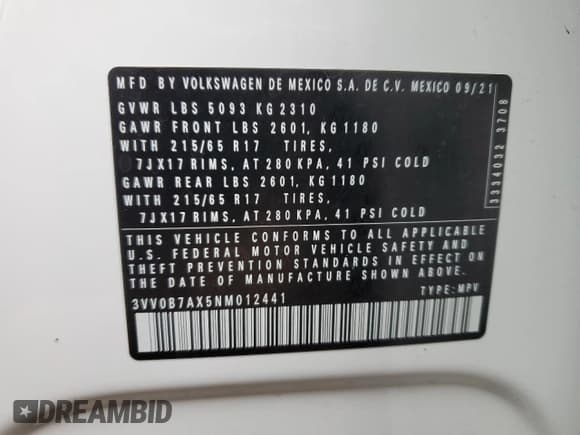 MFD BY VOLKSWAGEN DE MEXICO S.A. DE C.V. MEXICO 09/21
GVWR LBS 5093 KG 2310
GAWR FRONT LBS 2601, KG 1180
WITH 215/65 R17 TIRES,
7JX17 RIMS, AT 280 KPA, 41 PSI COLD
GAWR REAR LBS 2601, KG 1180
WITH 215/65 R17 TIRES,
7JX17 RIMS, AT 280 KPA, 41 PSI COLD
THIS VEHICLE CONFORMS TO ALL APPLICABLE
U.S. FEDERAL MOTOR VEHICLE SAFETY AND
THEFT PREVENTION STANDARDS IN EFFECT ON
THE DATE OF MANUFACTURE SHOWN ABOVE.
3VV0B7AX5NM012441 TYPE: MPV
3334032 3708
DREAMBID